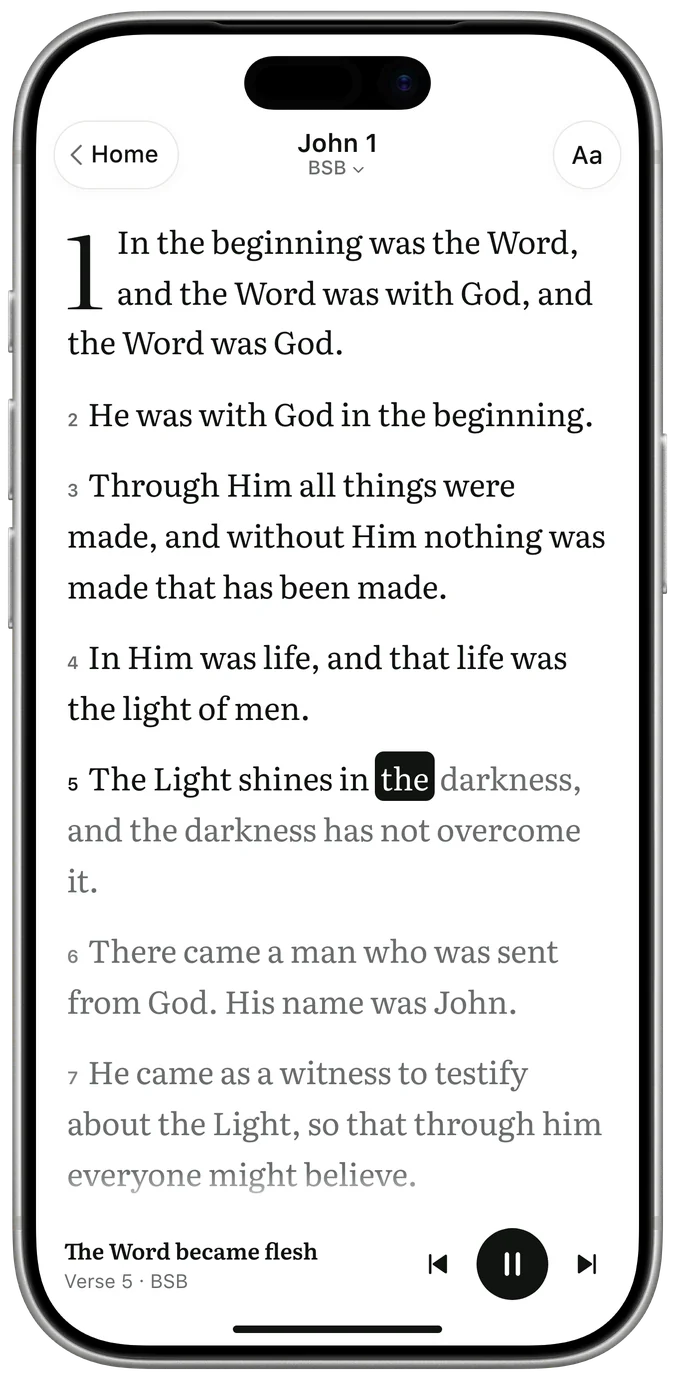 Home
John 1
BSB
Aa
1 In the beginning was the Word,
and the Word was with God, and
the Word was God.
2 He was with God in the beginning.
3 Through Him all things were
made, and without Him nothing was
made that has been made.
4 In Him was life, and that life was
the light of men.
5 The Light shines in the darkness,
and the darkness has not overcome
it.
6 There came a man who was sent
from God. His name was John.
7 He came as a witness to testify
about the Light, so that through him
everyone might believe.
The Word became flesh
Verse 5 · BSB